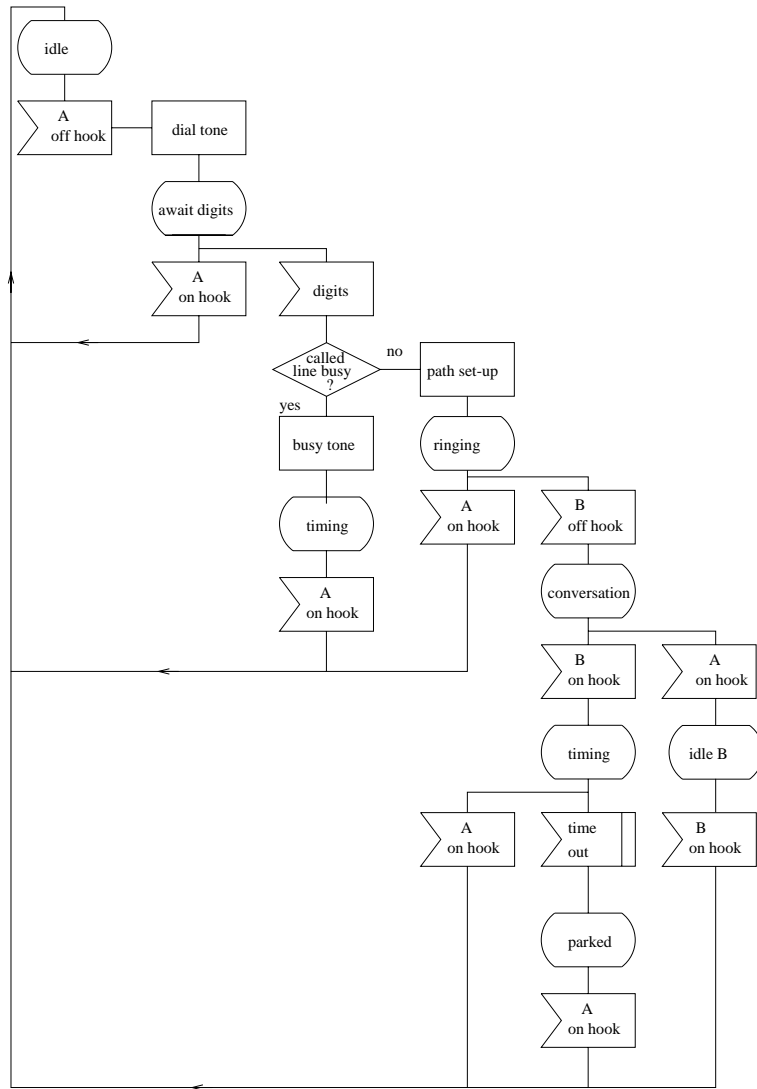 idle
A
off hook
dial tone
await digits
A
on hook
digits
called
line busy
?
no
path set-up
yes
busy tone
ringing
timing
A
on hook
B
off hook
A
on hook
conversation
B
on hook
A
on hook
timing
idle B
A
on hook
time
out
B
on hook
parked
A
on hook